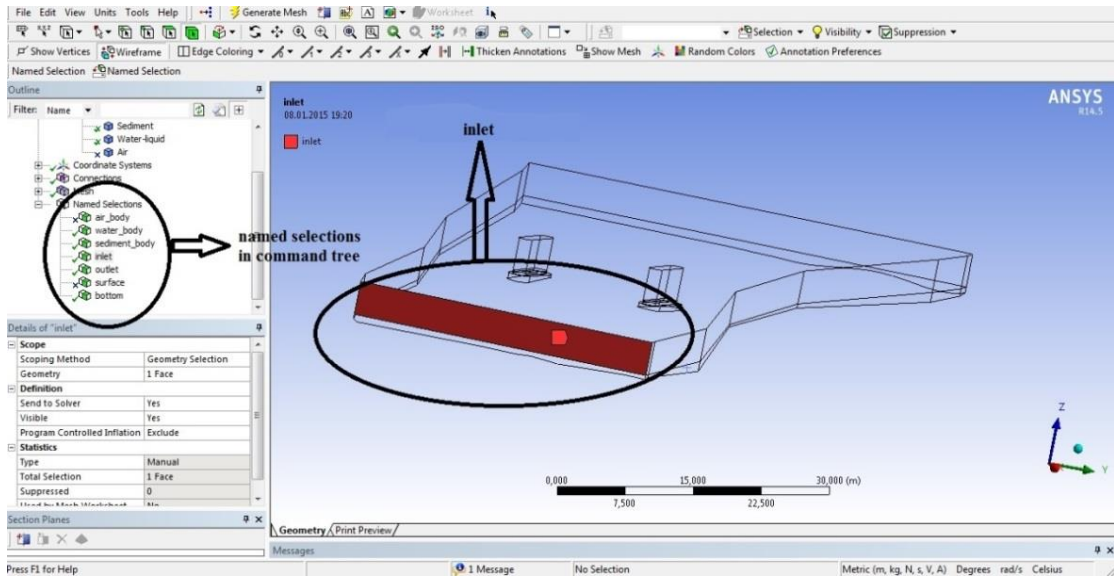 File Edit View Units Tools Help Generate Mesh Worksheet
Selection Visibility Suppression
Show Vertices Wireframe Edge Coloring Thicken Annotations Show Mesh Random Colors Annotation Preferences
Named Selection Named Selection
Outline
Filter: Name
Sediment
Water-liquid
Air
Coordinate Systems
Connections
Mesh
Named Selections
air_body
water_body
sediment_body
inlet
outlet
surface
bottom
named selections
in command tree
Details of "inlet"
Scope
Scoping Method Geometry Selection
Geometry 1 Face
Definition
Send to Solver Yes
Visible Yes
Program Controlled Inflation Exclude
Statistics
Type Manual
Total Selection 1 Face
Suppressed 0
Used by Mesh Worksheet No
Section Planes
inlet
08.01.2015 19:20
inlet
inlet
ANSYS
R14.5
Z
Y
0,000 15,000 30,000 (m)
7,500 22,500
Geometry Print Preview
Messages
Press F1 for Help 1 Message No Selection Metric (m, kg, N, s, V, A) Degrees rad/s Celsius